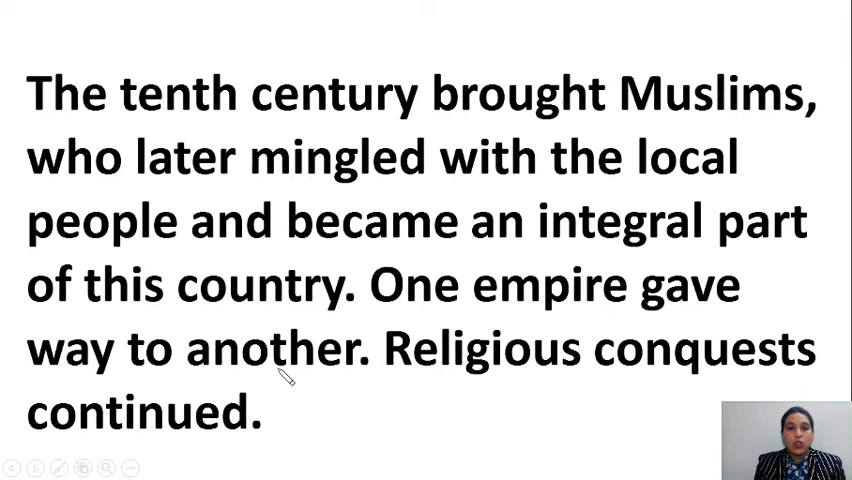 The tenth century brought Muslims,
who later mingled with the local
people and became an integral part
of this country. One empire gave
way to another. Religious conquests
continued.